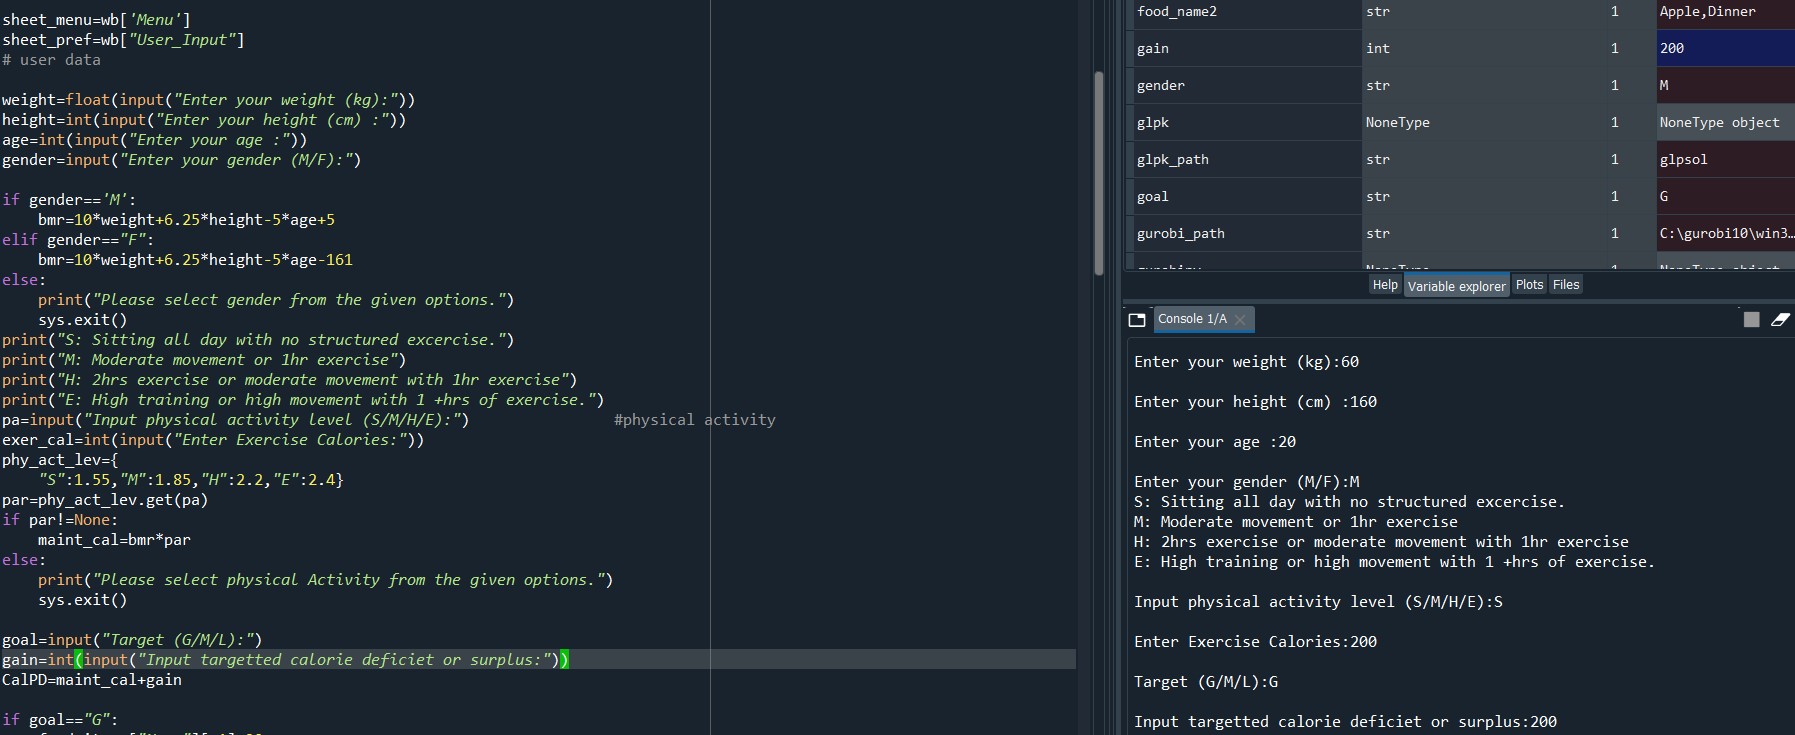 sheet_menu=wb['Menu']
sheet_pref=wb["User_Input"]
# user data
weight=float(input("Enter your weight (kg):"))
height=int(input("Enter your height (cm) :"))
age=int(input("Enter your age :"))
gender=input("Enter your gender (M/F):")
if gender=='M':
    bmr=10*weight+6.25*height-5*age+5
elif gender=="F":
    bmr=10*weight+6.25*height-5*age-161
else:
    print("Please select gender from the given options.")
    sys.exit()
print("S: Sitting all day with no structured excercise.")
print("M: Moderate movement or 1hr exercise")
print("H: 2hrs exercise or moderate movement with 1hr exercise")
print("E: High training or high movement with 1 +hrs of exercise.")
pa=input("Input physical activity level (S/M/H/E):")                #physical activity
exer_cal=int(input("Enter Exercise Calories:"))
phy_act_lev={
    "S":1.55,"M":1.85,"H":2.2,"E":2.4}
par=phy_act_lev.get(pa)
if par!=None:
    maint_cal=bmr*par
else:
    print("Please select physical Activity from the given options.")
    sys.exit()
goal=input("Target (G/M/L):")
gain=int(input("Input targetted calorie deficiet or surplus:"))
CalPD=maint_cal+gain
if goal=="G":
food_name2 str 1 Apple,Dinner
gain int 1 200
gender str 1 M
glpk NoneType 1 NoneType object
glpk_path str 1 glpsol
goal str 1 G
gurobi_path str 1 C:\gurobi10\win3…
Help Variable explorer Plots Files
Console 1/A
Enter your weight (kg):60
Enter your height (cm) :160
Enter your age :20
Enter your gender (M/F):M
S: Sitting all day with no structured excercise.
M: Moderate movement or 1hr exercise
H: 2hrs exercise or moderate movement with 1hr exercise
E: High training or high movement with 1 +hrs of exercise.
Input physical activity level (S/M/H/E):S
Enter Exercise Calories:200
Target (G/M/L):G
Input targetted calorie deficiet or surplus:200